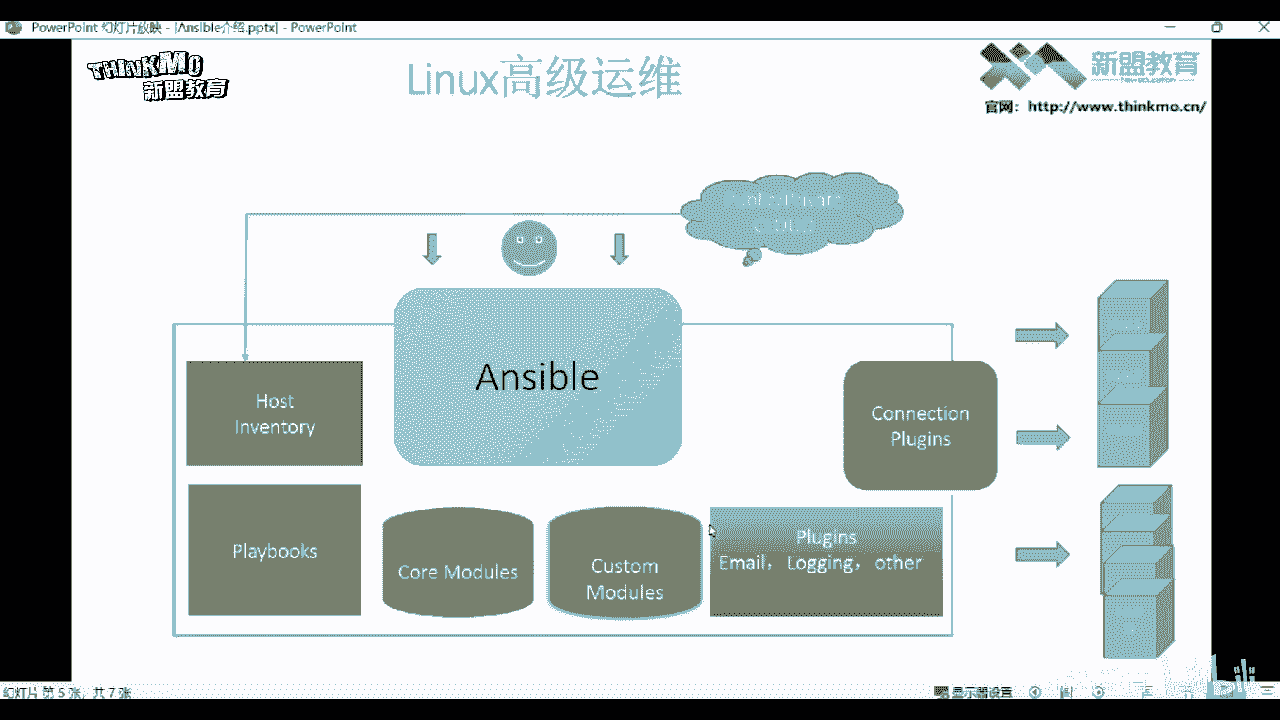 PowerPoint 幻灯片放映 - [Ansible介绍.pptx] - PowerPoint
THINKMO
新盟教育
Linux高级运维
新盟教育
官网：http://www.thinkmo.cn/
Ansible
Host
Inventory
Connection
Plugins
Playbooks
Core Modules
Custom
Modules
Plugins
Email，Logging，other
幻灯片 第 5 张，共 7 张
显示器设置